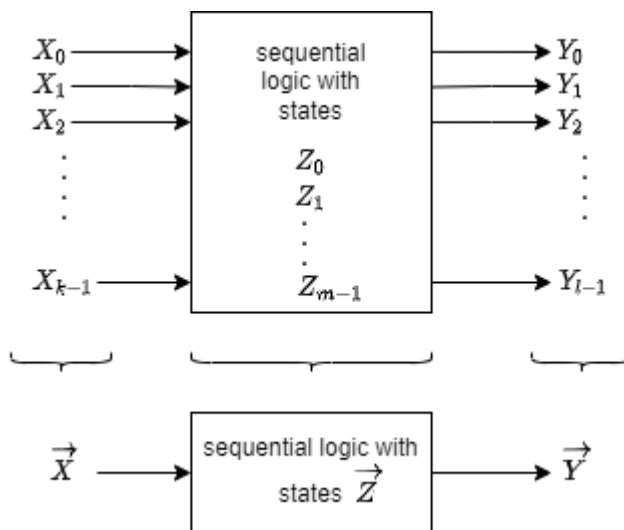 X₀ sequential Y₀
X₁ logic with Y₁
X₂ states Y₂
Z₀
Z₁
Xₖ₋₁ Zₘ₋₁ Yₗ₋₁
X⃗ sequential logic with Y⃗
states Z⃗